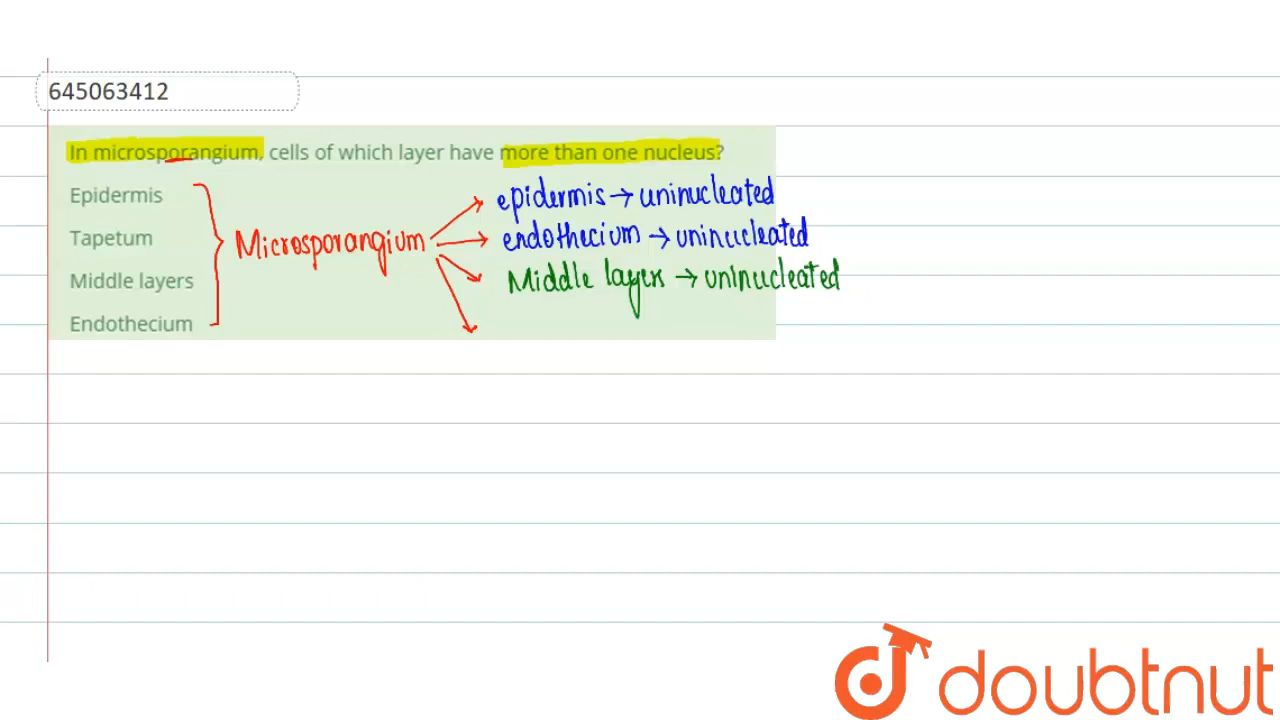 645063412
In microsporangium, cells of which layer have more than one nucleus?
Epidermis
Tapetum
Middle layers
Endothecium
Microsporangium
epidermis → uninucleated
endothecium → uninucleated
Middle layers → uninucleated
doubtnut